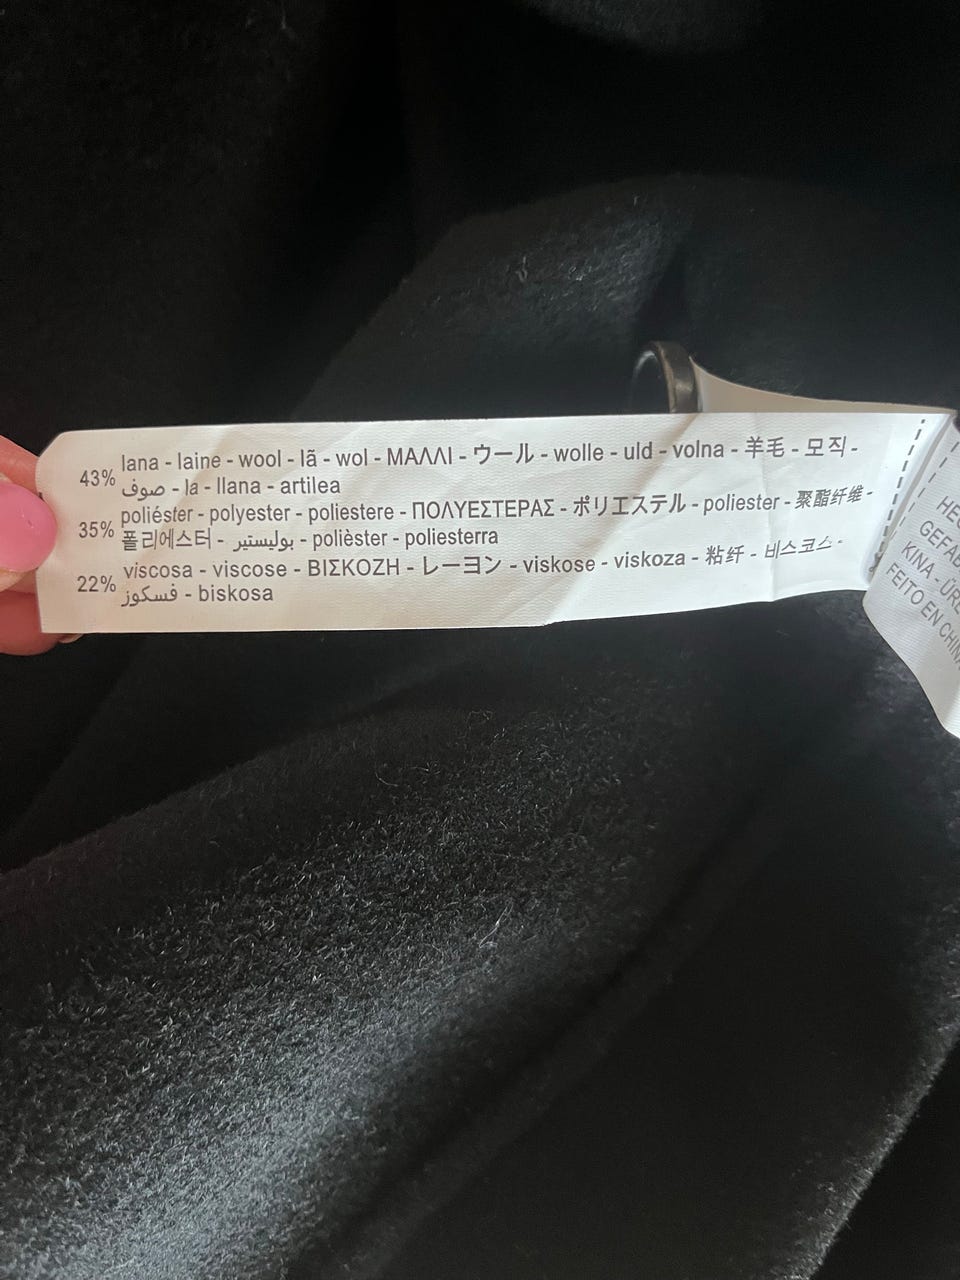 43% lana - laine - wool - lã - wol - ΜΑΛΛΙ - ウール - wolle - uld - volna - 羊毛 - 모직 -
صوف - la - llana - artilea
35% poliéster - polyester - poliestere - ΠΟΛΥΕΣΤΕΡΑΣ - ポリエステル - poliester - 聚酯纤维 -
폴리에스터 - بوليستير - polièster - poliesterra
22% viscosa - viscose - ΒΙΣΚΟΖΗ - レーヨン - viskose - viskoza - 粘纤 - 비스코스 -
فسكوز - biskosa
KINA -
FEITO EN CHINA